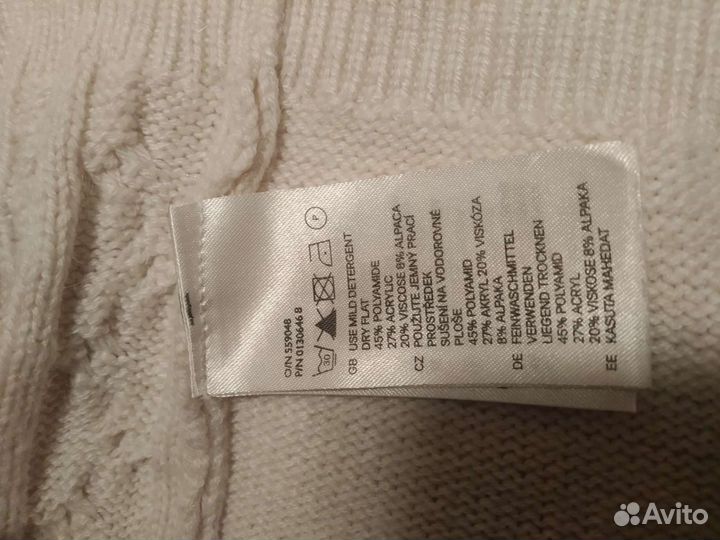 O/N 559048
P/N 0130646 8
30
P
GB USE MILD DETERGENT
DRY FLAT
45% POLYAMIDE
27% ACRYLIC
20% VISCOSE 8% ALPACA
CZ POUŽIJTE JEMNÝ PRACÍ
PROSTŘEDEK
SUŠENÍ NA VODOROVNÉ
PLOŠE
45% POLYAMID
27% AKRYL 20% VISKÓZA
8% ALPAKA
DE FEINWASCHMITTEL
VERWENDEN
LIEGEND TROCKNEN
45% POLYAMID
27% ACRYL
20% VISKOSE 8% ALPAKA
EE KASUTA MAHEDAT
Avito